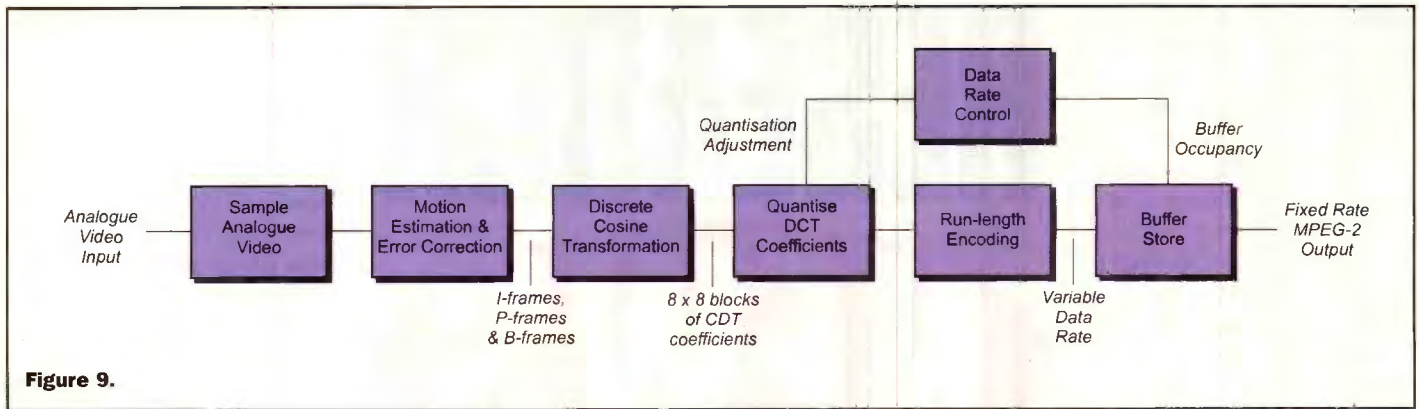 Data
Rate
Control
Quantisation
Adjustment
Buffer
Occupancy
Analogue
Video
Input
Sample
Analogue
Video
Motion
Estimation &
Error Correction
Discrete
Cosine
Transformation
Quantise
DCT
Coefficients
Run-length
Encoding
Buffer
Store
Fixed Rate
MPEG-2
Output
I-frames,
P-frames
& B-frames
8 x 8 blocks
of CDT
coefficients
Variable
Data
Rate
Figure 9.